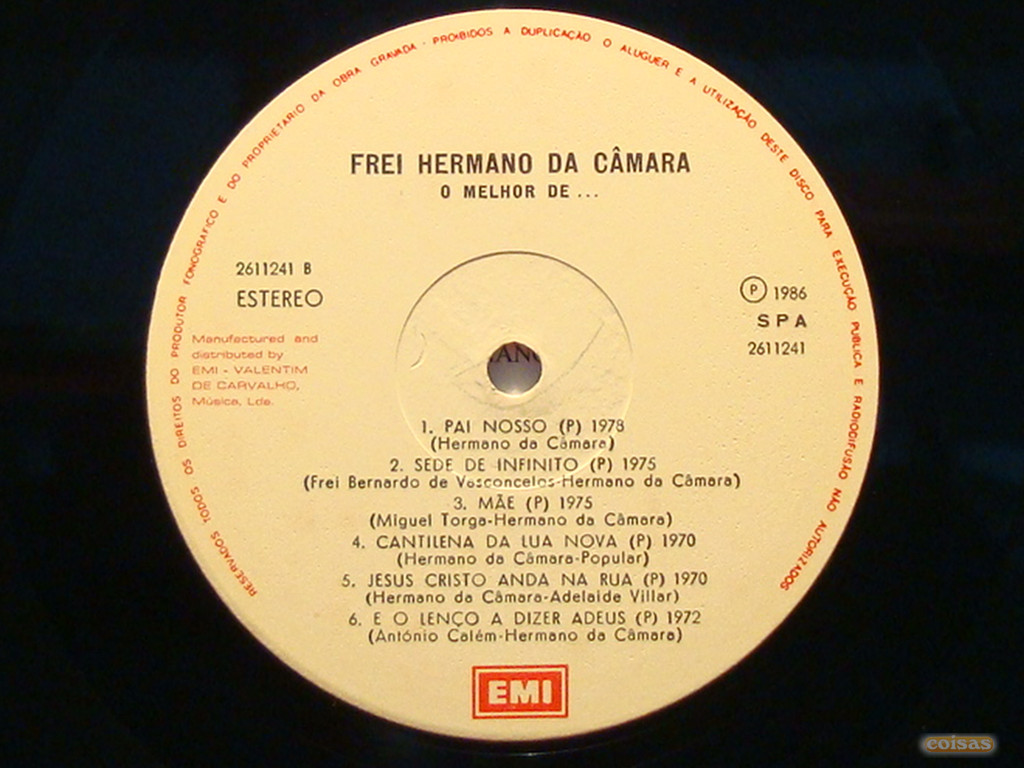 RESERVADOS TODOS OS DIREITOS DO PRODUTOR FONOGRAFICO E DO PROPRIETARIO DA OBRA GRAVADA - PROIBIDOS A DUPLICAÇÃO O ALUGUER E A UTILIZAÇÃO DESTE DISCO PARA EXECUÇÃO PUBLICA E RADIODIFUSÃO NÃO AUTORIZADOS
FREI HERMANO DA CÂMARA
O MELHOR DE ...
2611241 B
ESTEREO
Ⓟ 1986
SPA
2611241
Manufactured and
distributed by
EMI - VALENTIM
DE CARVALHO,
Música, Lda.
1. PAI NOSSO (P) 1978
(Hermano da Câmara)
2. SEDE DE INFINITO (P) 1975
(Frei Bernardo de Vasconcelos-Hermano da Câmara)
3. MÃE (P) 1975
(Miguel Torga-Hermano da Câmara)
4. CANTILENA DA LUA NOVA (P) 1970
(Hermano da Câmara-Popular)
5. JESUS CRISTO ANDA NA RUA (P) 1970
(Hermano da Câmara-Adelaide Villar)
6. E O LENÇO A DIZER ADEUS (P) 1972
(António Calém-Hermano da Câmara)
EMI
coisas